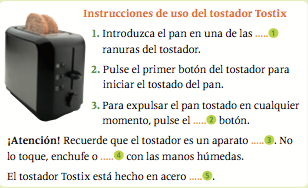 Instrucciones de uso del tostador Tostix
1. Introduzca el pan en una de las .....1
ranuras del tostador.
2. Pulse el primer botón del tostador para
iniciar el tostado del pan.
3. Para expulsar el pan tostado en cualquier
momento, pulse el .....2 botón.
¡Atención! Recuerde que el tostador es un aparato .....3. No
lo toque, enchufe o .....4 con las manos húmedas.
El tostador Tostix está hecho en acero .....5.